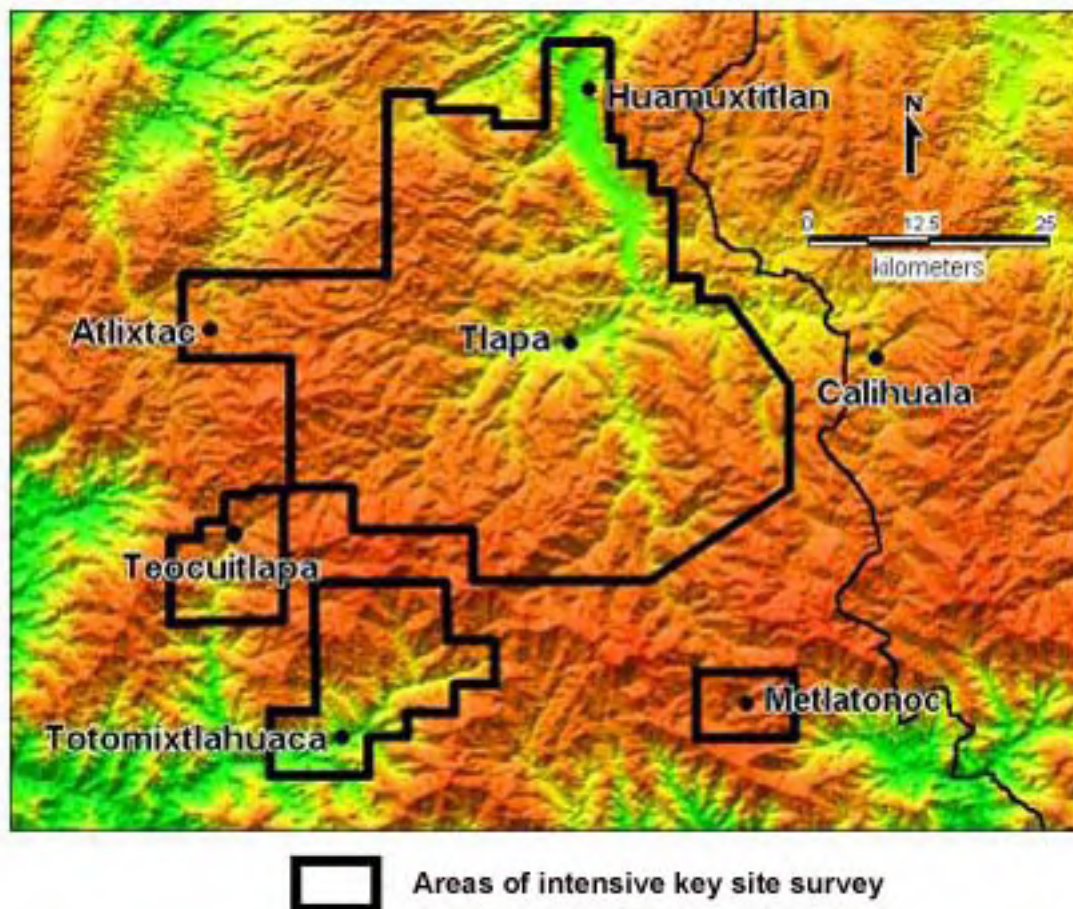 Huamuxtitlan
N
0 12.5 25
kilometers
Atlixtac
Tlapa
Calihuala
Teocuitlapa
Metlatonoc
Totomixtlahuaca
Areas of intensive key site survey